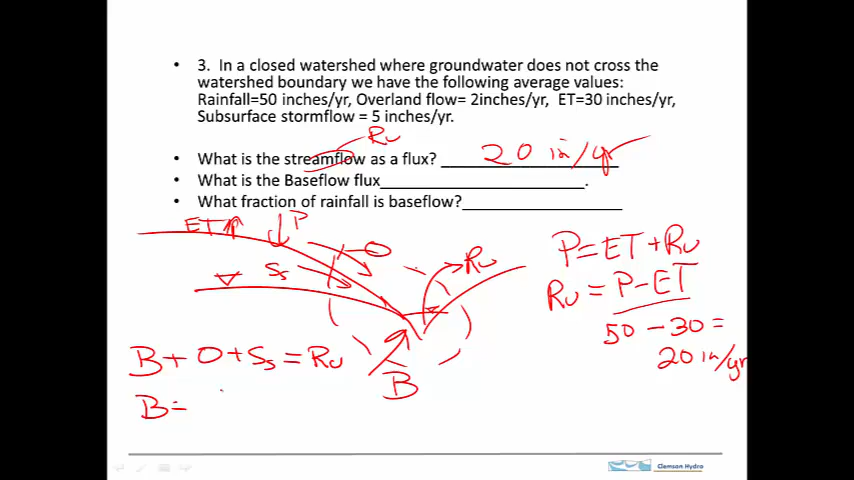 • 3. In a closed watershed where groundwater does not cross the
watershed boundary we have the following average values:
Rainfall=50 inches/yr, Overland flow= 2inches/yr, ET=30 inches/yr,
Subsurface stormflow = 5 inches/yr.
Ru
• What is the streamflow as a flux? 20 in/yr
• What is the Baseflow flux____________________.
• What fraction of rainfall is baseflow?____________________
ET P
O
Ss
Ru
P=ET+Ru
Ru = P-ET
50 - 30 =
20 in/yr
B+O+Ss=Ru
B
B=
Clemson Hydro